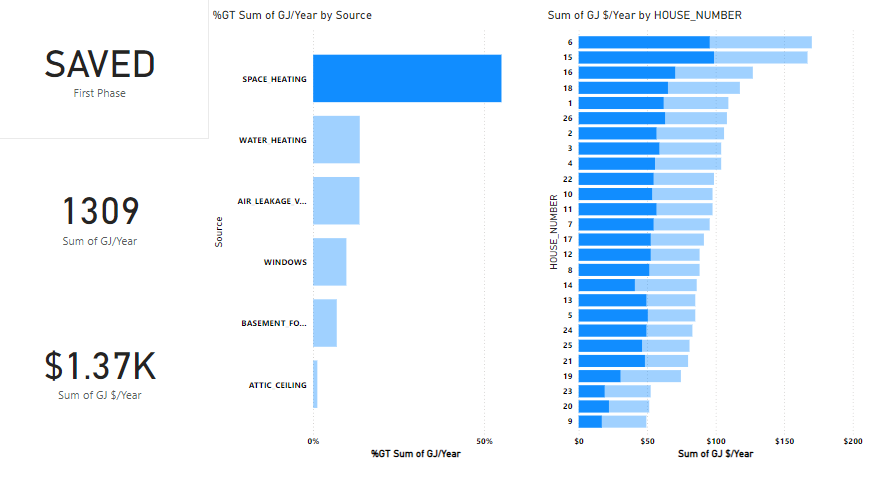 SAVED
First Phase
1309
Sum of GJ/Year
$1.37K
Sum of GJ $/Year
%GT Sum of GJ/Year by Source
Source
SPACE HEATING
WATER HEATING
AIR LEAKAGE V...
WINDOWS
BASEMENT FO...
ATTIC CEILING
0% 50%
%GT Sum of GJ/Year
Sum of GJ $/Year by HOUSE_NUMBER
HOUSE_NUMBER
6
15
16
18
1
26
2
3
4
22
10
11
7
17
12
8
14
13
5
24
25
21
19
23
20
9
$0 $50 $100 $150 $200
Sum of GJ $/Year